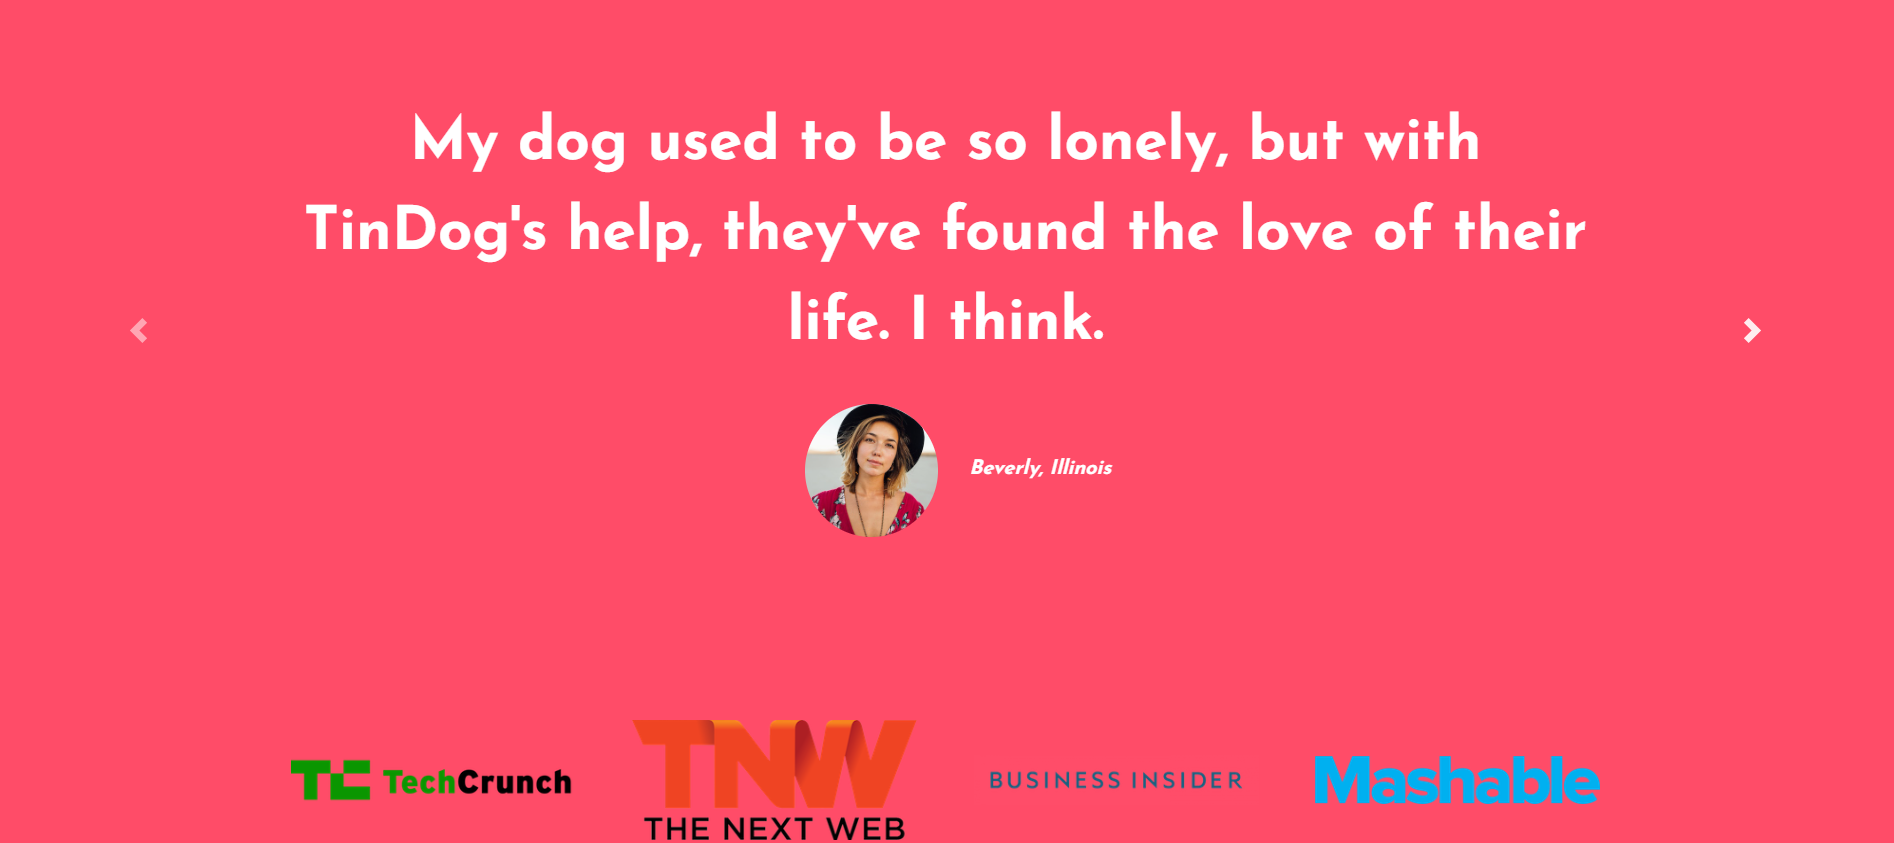 My dog used to be so lonely, but with
TinDog's help, they've found the love of their
life. I think.
Beverly, Illinois
TC TechCrunch
TNW
THE NEXT WEB
BUSINESS INSIDER
Mashable